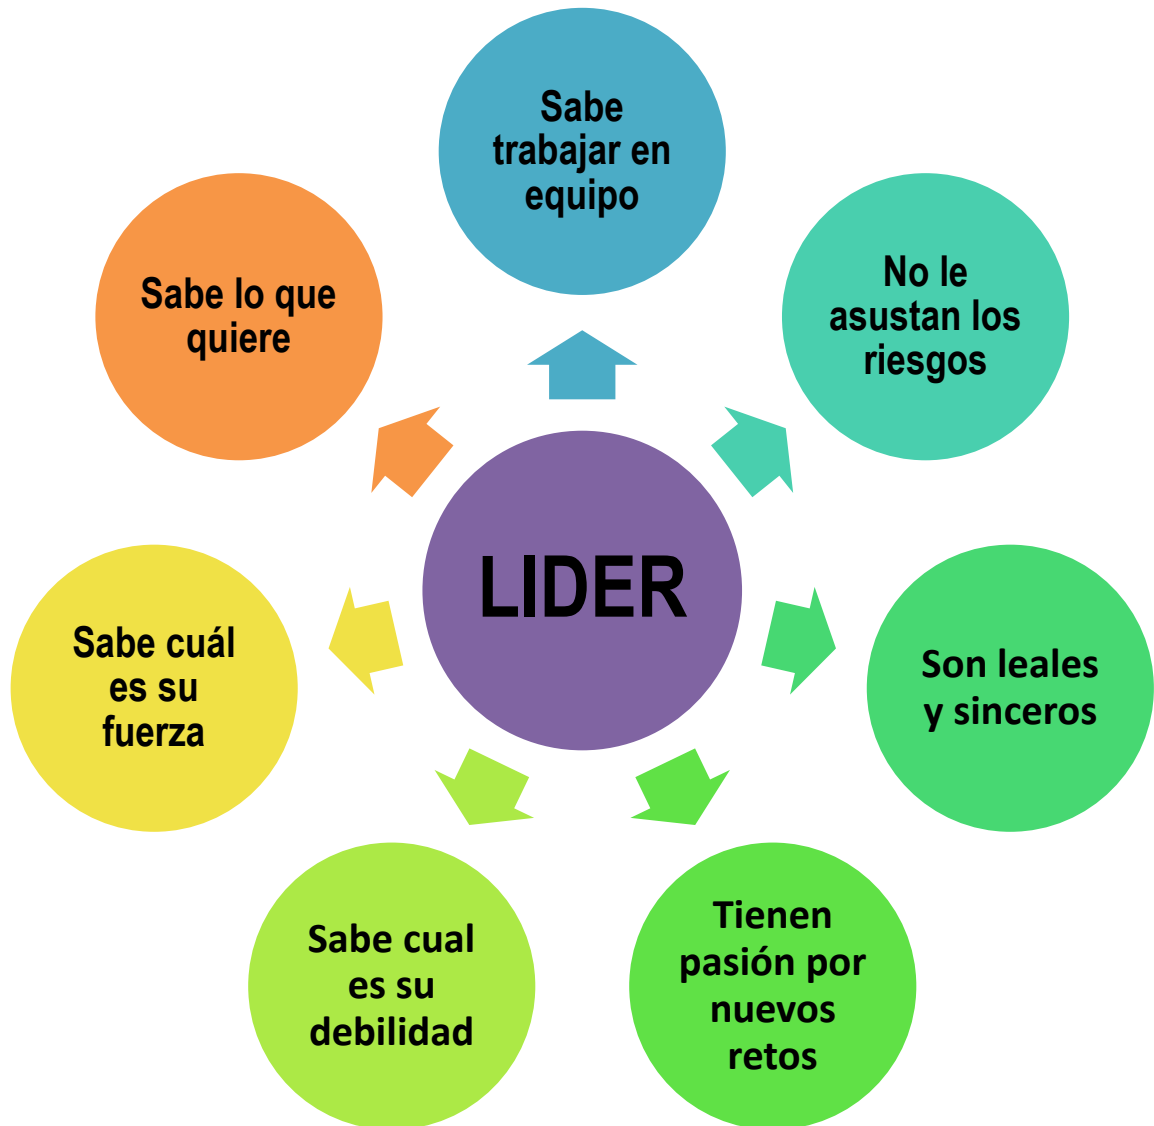 Sabe
trabajar en
equipo
No le
asustan los
riesgos
Son leales
y sinceros
Tienen
pasión por
nuevos
retos
Sabe cual
es su
debilidad
Sabe cuál
es su
fuerza
Sabe lo que
quiere
LIDER